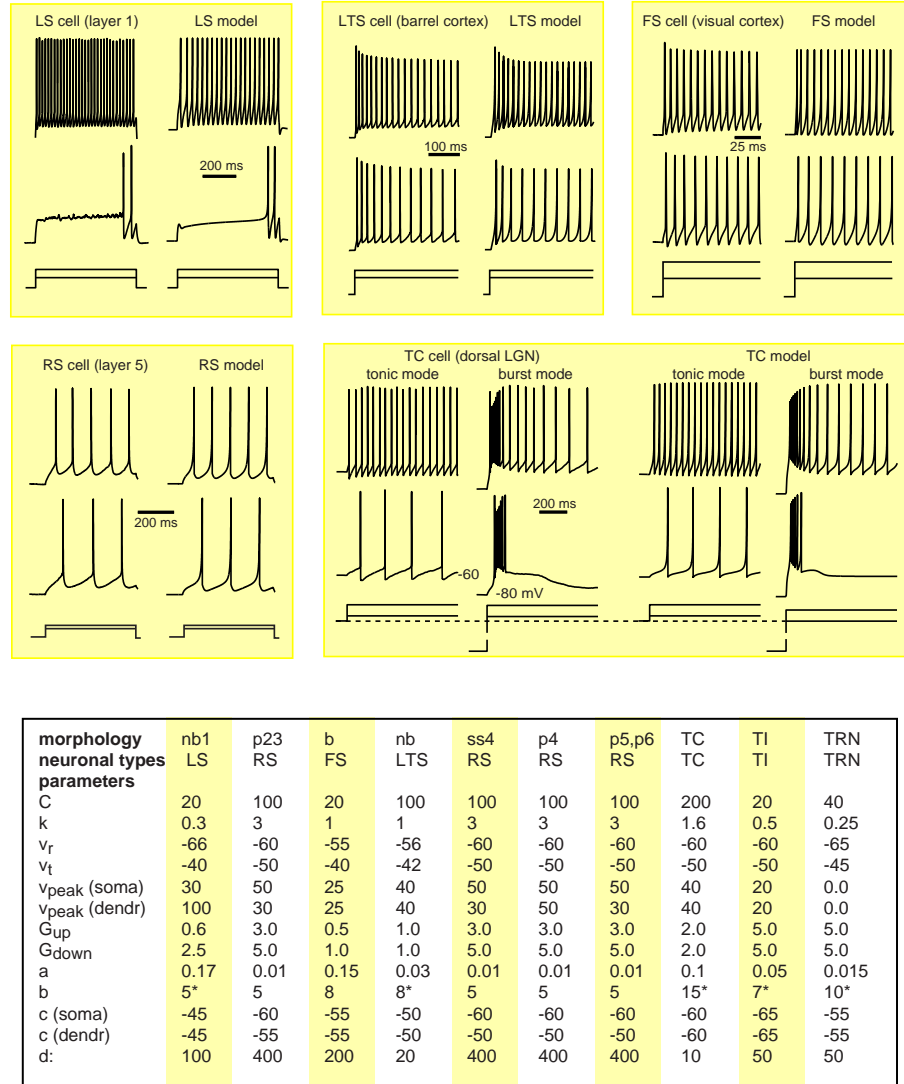 LS cell (layer 1) LS model
200 ms
LTS cell (barrel cortex) LTS model
100 ms
FS cell (visual cortex) FS model
25 ms
RS cell (layer 5) RS model
200 ms
TC cell (dorsal LGN) TC model
tonic mode burst mode tonic mode burst mode
200 ms
-60
-80 mV
morphology nb1 p23 b nb ss4 p4 p5,p6 TC TI TRN
neuronal types LS RS FS LTS RS RS RS TC TI TRN
parameters
C 20 100 20 100 100 100 100 200 20 40
k 0.3 3 1 1 3 3 3 1.6 0.5 0.25
vr -66 -60 -55 -56 -60 -60 -60 -60 -60 -65
vt -40 -50 -40 -42 -50 -50 -50 -50 -50 -45
vpeak (soma) 30 50 25 40 50 50 50 40 20 0.0
vpeak (dendr) 100 30 25 40 30 50 30 40 20 0.0
Gup 0.6 3.0 0.5 1.0 3.0 3.0 3.0 2.0 5.0 5.0
Gdown 2.5 5.0 1.0 1.0 5.0 5.0 5.0 2.0 5.0 5.0
a 0.17 0.01 0.15 0.03 0.01 0.01 0.01 0.1 0.05 0.015
b 5* 5 8 8* 5 5 5 15* 7* 10*
c (soma) -45 -60 -55 -50 -60 -60 -60 -60 -65 -55
c (dendr) -45 -55 -55 -50 -50 -50 -50 -60 -65 -55
d: 100 400 200 20 400 400 400 10 50 50